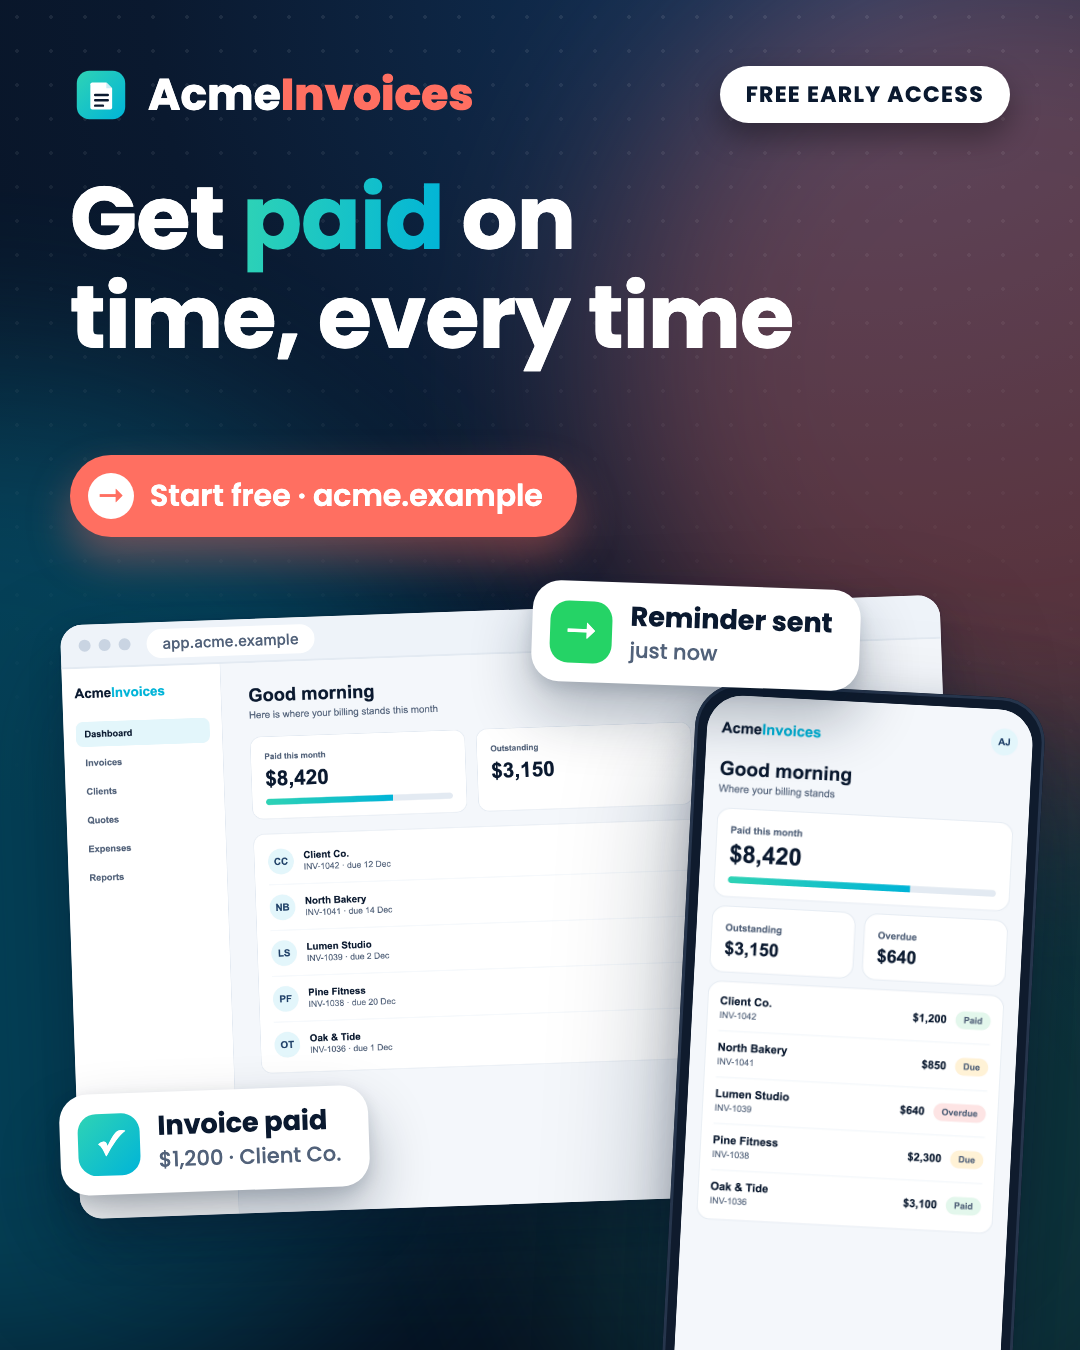 AcmeInvoices
FREE EARLY ACCESS
Get paid on
time, every time
Start free · acme.example
Reminder sent
just now
app.acme.example
AcmeInvoices
Dashboard
Invoices
Clients
Quotes
Expenses
Reports
Good morning
Here is where your billing stands this month
Paid this month
$8,420
Outstanding
$3,150
CC
Client Co.
INV-1042 · due 12 Dec
NB
North Bakery
INV-1041 · due 14 Dec
LS
Lumen Studio
INV-1039 · due 2 Dec
PF
Pine Fitness
INV-1038 · due 20 Dec
OT
Oak & Tide
INV-1036 · due 1 Dec
Invoice paid
$1,200 · Client Co.
AcmeInvoices
AJ
Good morning
Where your billing stands
Paid this month
$8,420
Outstanding
$3,150
Overdue
$640
Client Co.
INV-1042
$1,200 Paid
North Bakery
INV-1041
$850 Due
Lumen Studio
INV-1039
$640 Overdue
Pine Fitness
INV-1038
$2,300 Due
Oak & Tide
INV-1036
$3,100 Paid